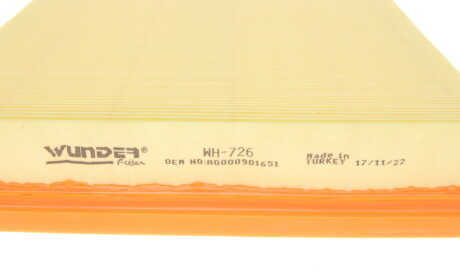 WUNDER®
Filter
WH-726
OEM NO:A0000901651
Made in
TURKEY 17/11/22